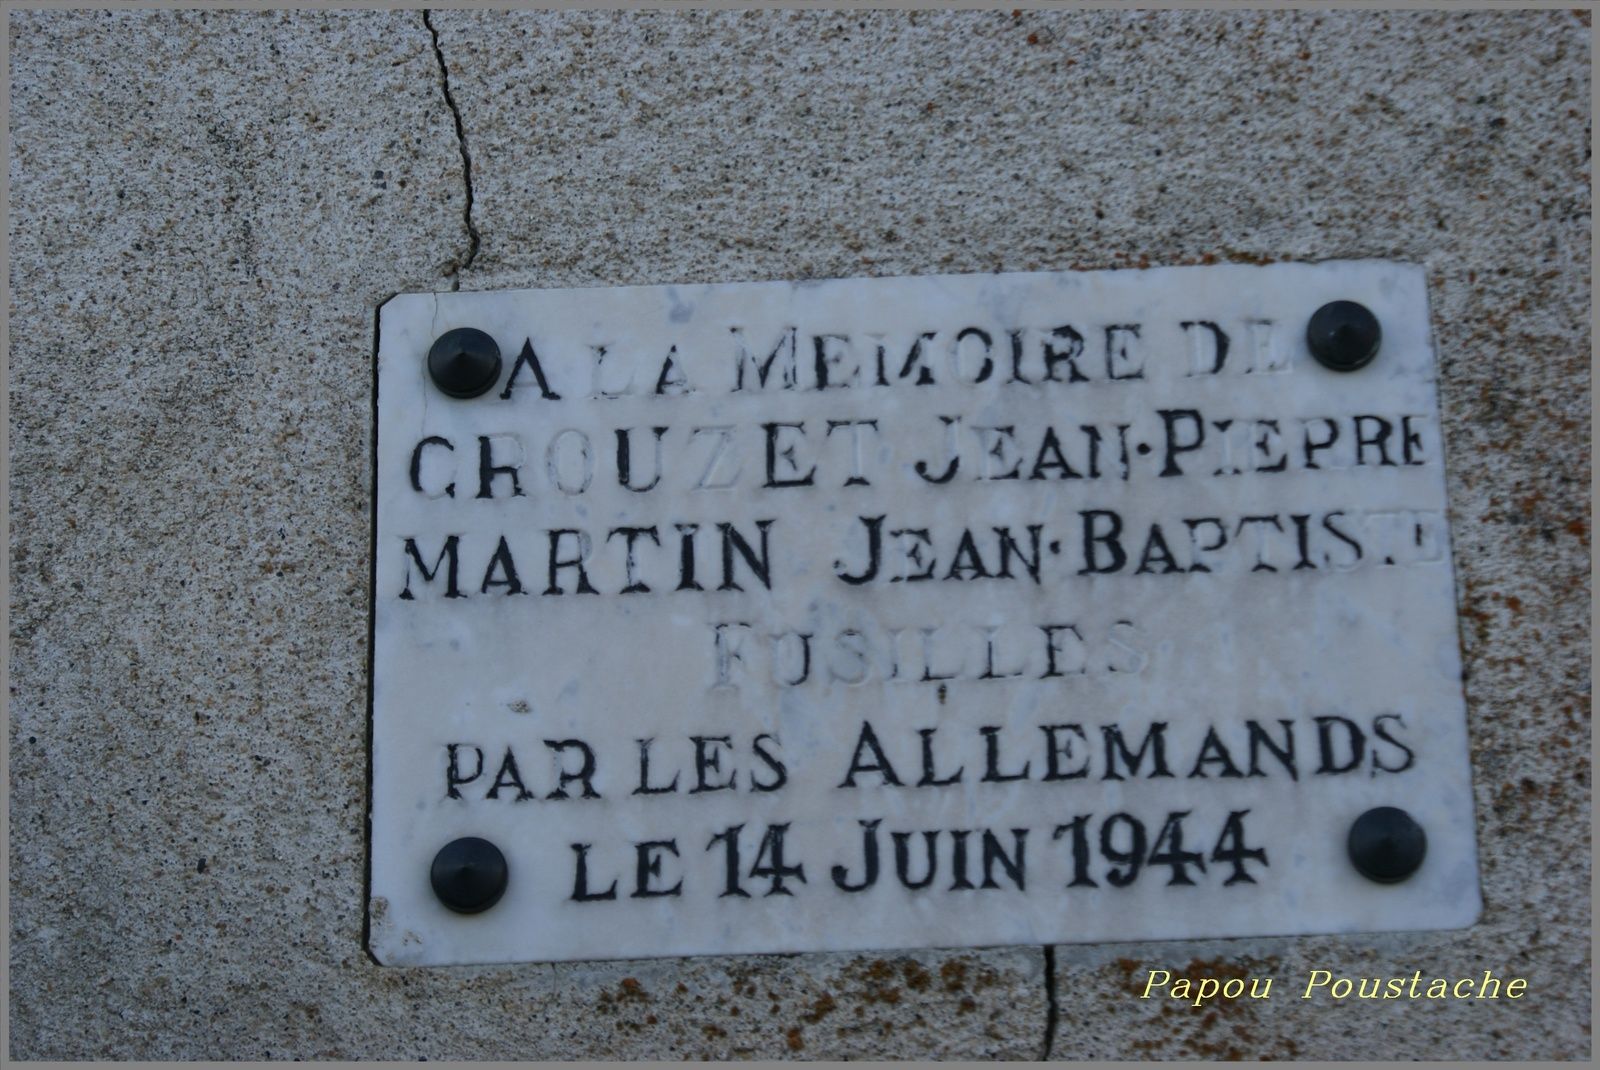 A LA MEMOIRE DE
CROUZET JEAN·PIERRE
MARTIN JEAN·BAPTISTE
FUSILLES
PAR LES ALLEMANDS
LE 14 JUIN 1944
Papou Poustache